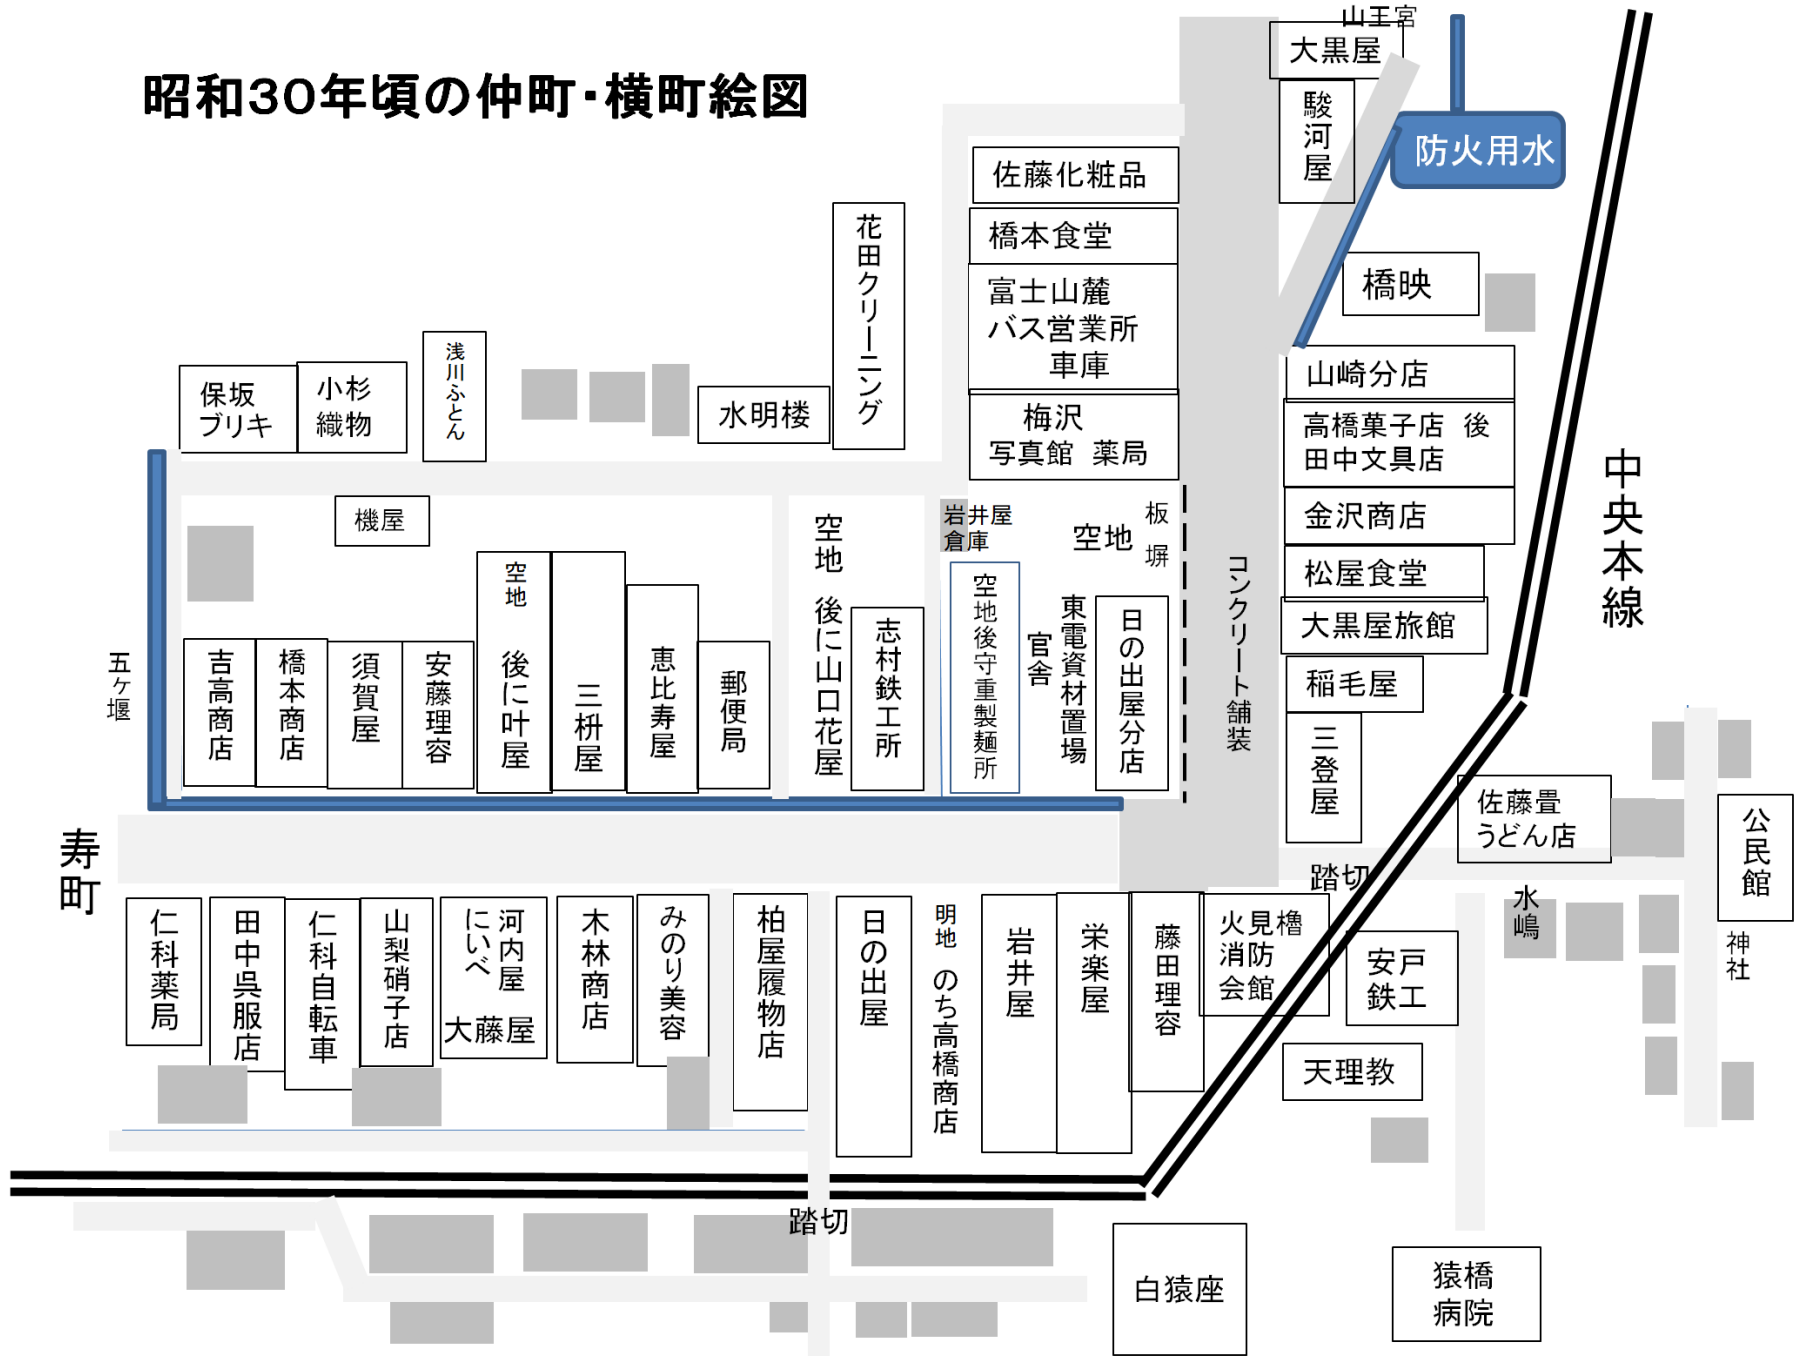 昭和30年頃の仲町・横町絵図
山王宮
大黒屋
駿河屋
防火用水
佐藤化粧品
橋本食堂
富士山麓
バス営業所
車庫
梅沢
写真館 薬局
花田クリーニング
水明楼
浅川ふとん
小杉
織物
保坂
ブリキ
橋映
山崎分店
高橋菓子店 後
田中文具店
金沢商店
松屋食堂
大黒屋旅館
稲毛屋
三登屋
中央本線
コンクリート舗装
板塀
空地
岩井屋
倉庫
機屋
五ケ堰
吉高商店
橋本商店
須賀屋
安藤理容
空地 後に叶屋
三枡屋
恵比寿屋
郵便局
空地 後に山口花屋
志村鉄工所
空地後守重製麺所
東電資材置場
官舎
日の出屋分店
寿町
佐藤畳
うどん店
公民館
踏切
水嶋
神社
仁科薬局
田中呉服店
仁科自転車
山梨硝子店
河内屋
にいべ
大藤屋
木林商店
みのり美容
柏屋履物店
日の出屋
明地 のち高橋商店
岩井屋
栄楽屋
藤田理容
火見櫓
消防
会館
安戸
鉄工
天理教
踏切
白猿座
猿橋
病院